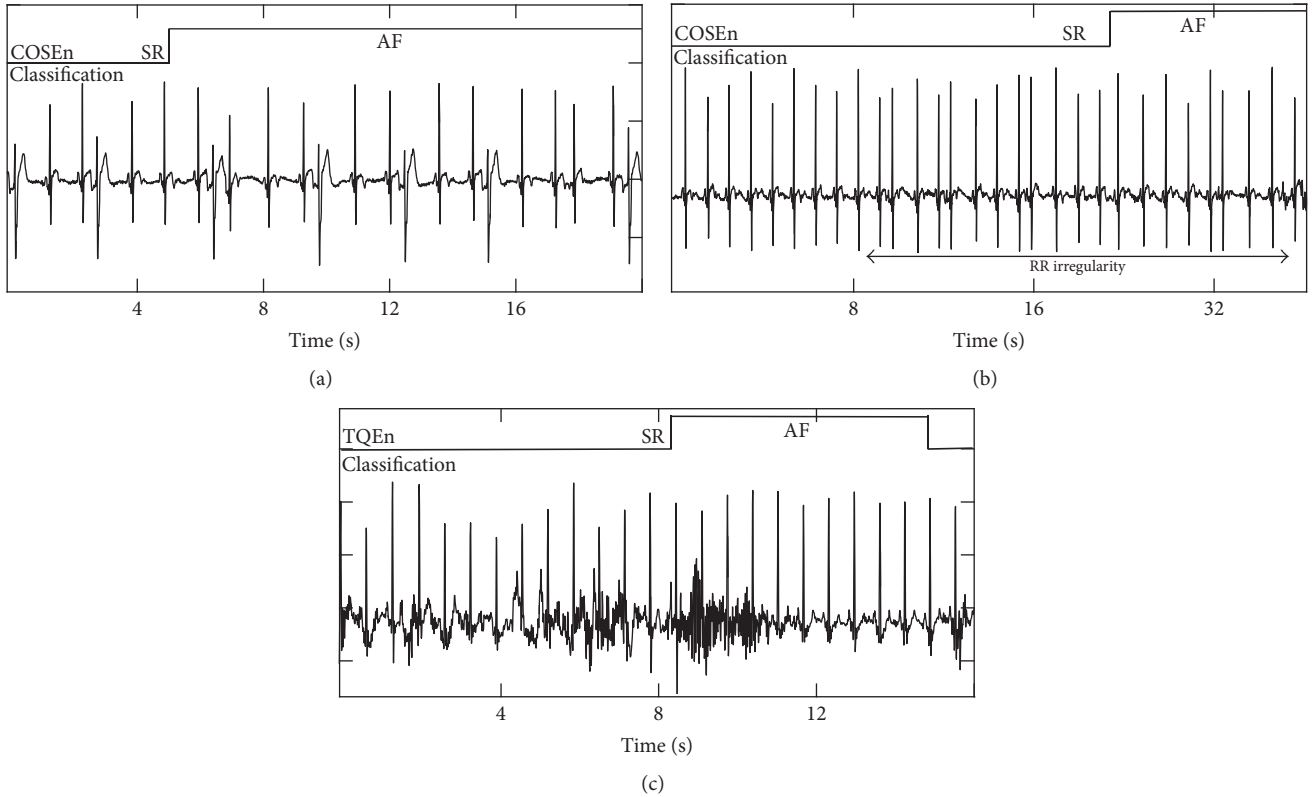 COSEn SR AF
Classification
4 8 12 16
Time (s)
(a)
COSEn SR AF
Classification
RR irregularity
8 16 32
Time (s)
(b)
TQEn SR AF
Classification
4 8 12
Time (s)
(c)